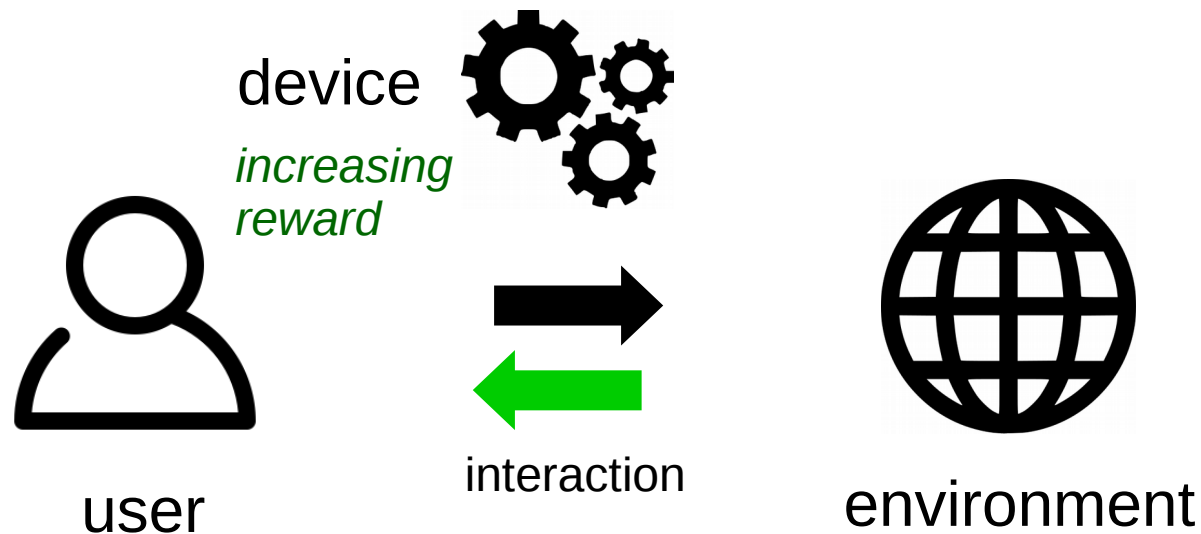 device
increasing
reward
interaction
user
environment